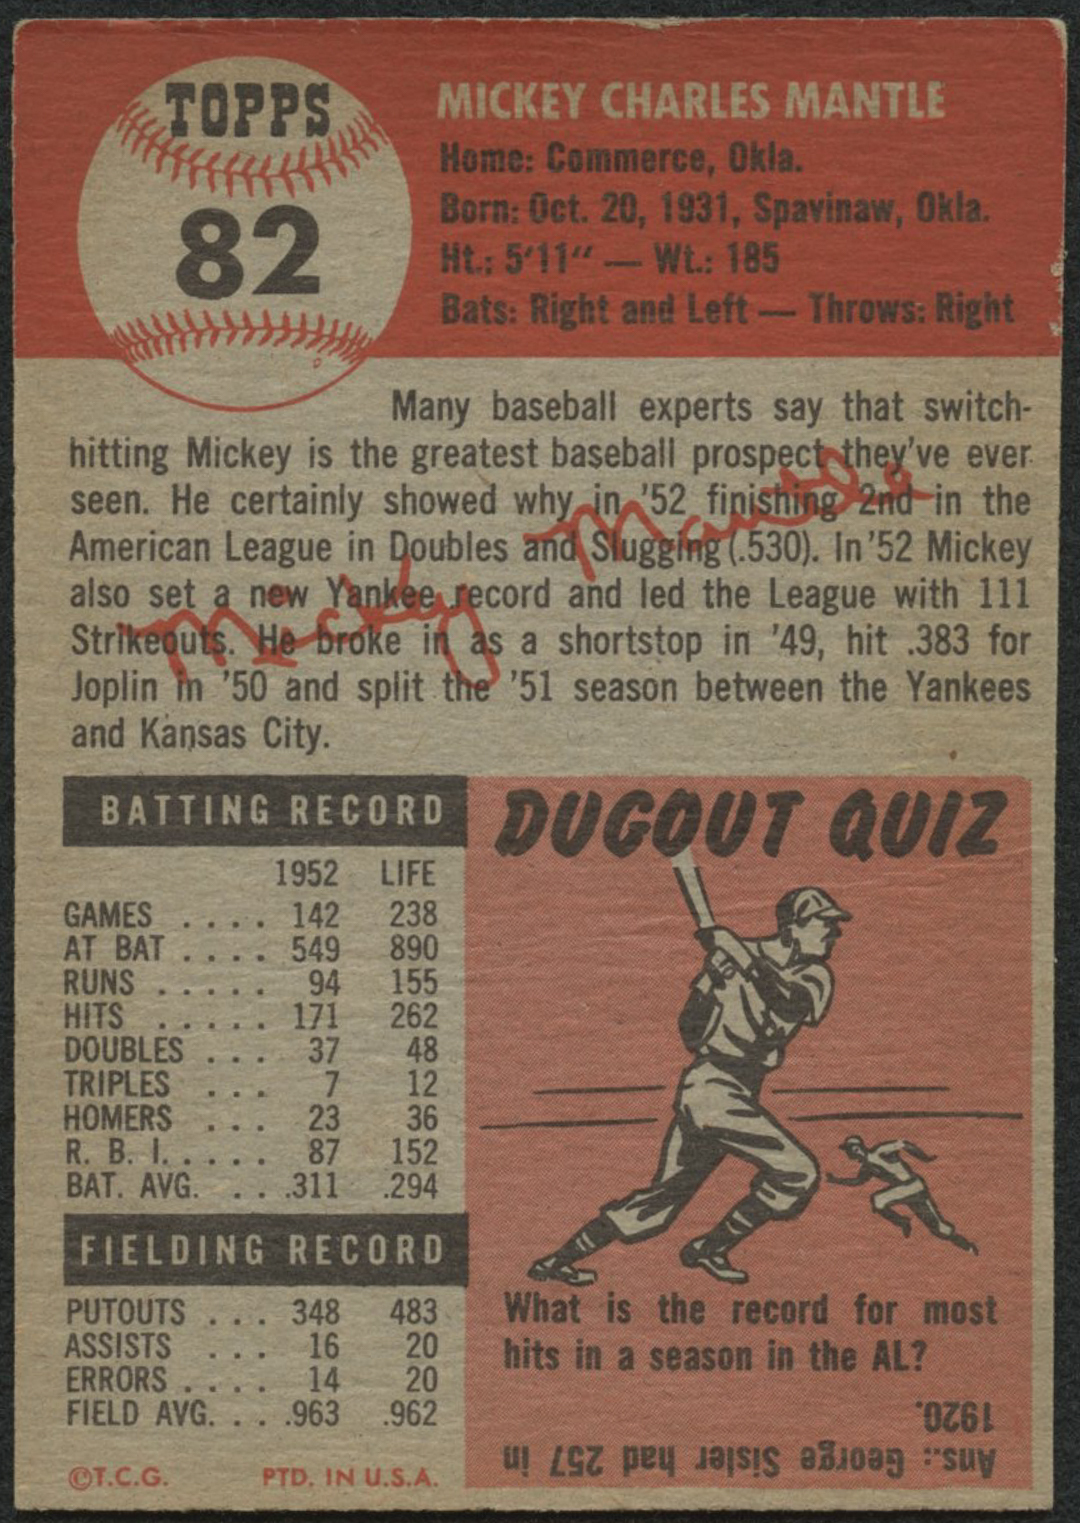 TOPPS
82
MICKEY CHARLES MANTLE
Home: Commerce, Okla.
Born: Oct. 20, 1931, Spavinaw, Okla.
Ht.: 5'11" — Wt.: 185
Bats: Right and Left — Throws: Right
Many baseball experts say that switch-
hitting Mickey is the greatest baseball prospect they've ever
seen. He certainly showed why in '52 finishing 2nd in the
American League in Doubles and Slugging (.530). In '52 Mickey
also set a new Yankee record and led the League with 111
Strikeouts. He broke in as a shortstop in '49, hit .383 for
Joplin in '50 and split the '51 season between the Yankees
and Kansas City.
Micky Mantle
BATTING RECORD
1952 LIFE
GAMES . . . . 142 238
AT BAT . . . . 549 890
RUNS . . . . . 94 155
HITS . . . . . 171 262
DOUBLES . . . 37 48
TRIPLES . . . 7 12
HOMERS . . . 23 36
R. B. I. . . . . 87 152
BAT. AVG. . . .311 .294
FIELDING RECORD
PUTOUTS . . . 348 483
ASSISTS . . . 16 20
ERRORS . . . . 14 20
FIELD AVG. . . .963 .962
©T.C.G. PTD. IN U.S.A.
DUGOUT QUIZ
What is the record for most
hits in a season in the AL?
Ans.: George Sisler had 257 in
1920.